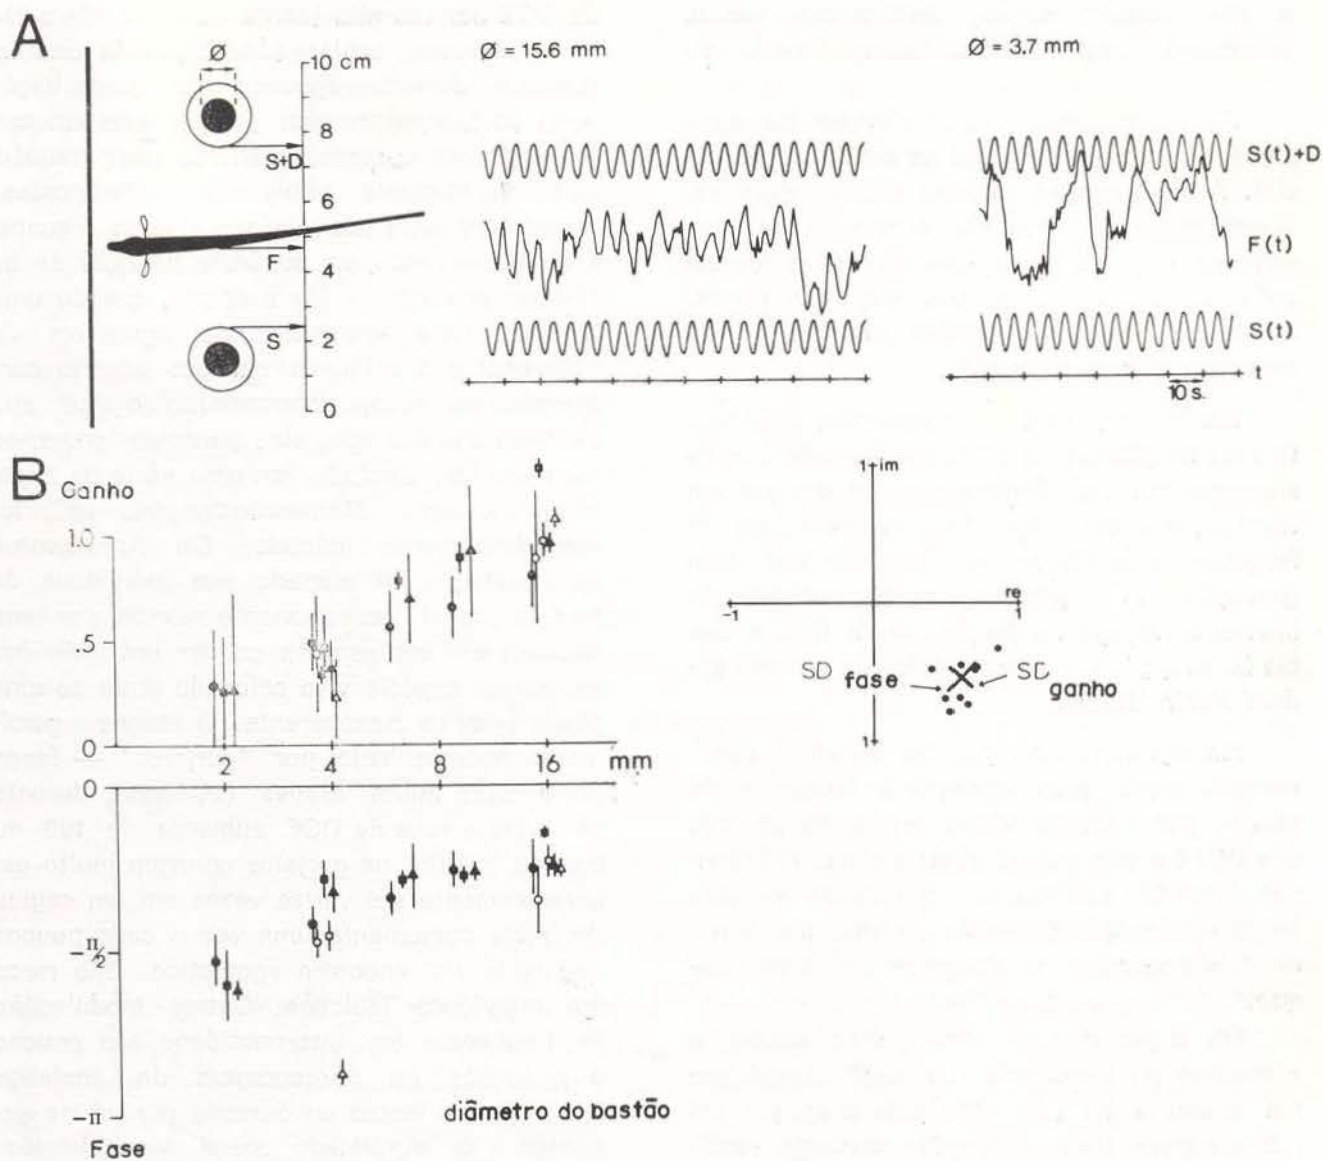 A
Ø
10 cm
8
6
4
2
0
S+D
F
S
Ø = 15.6 mm
Ø = 3.7 mm
S(t)+D
F(t)
S(t)
t
10 s.
B
Ganho
1.0
.5
0
2
4
8
16
mm
0
-π/2
-π
Fase
diâmetro do bastão
1 im
re
-1
1
SD
fase
SD
ganho
1